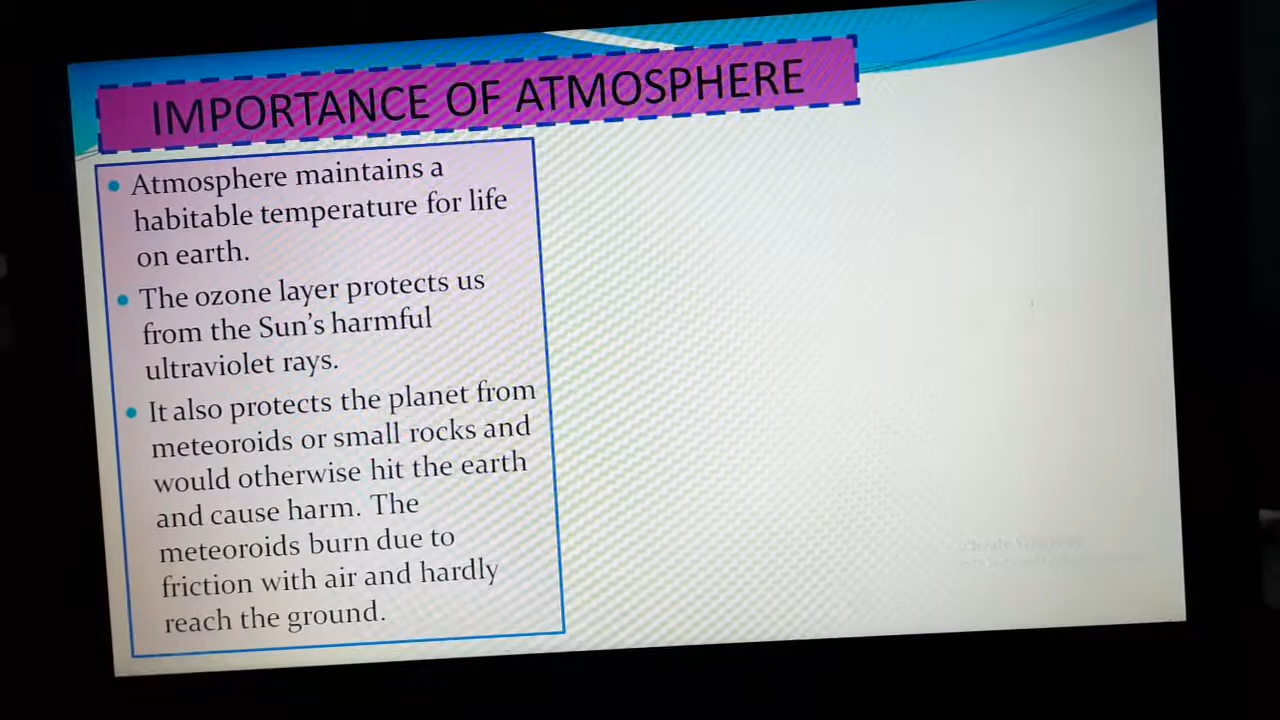 IMPORTANCE OF ATMOSPHERE
• Atmosphere maintains a
habitable temperature for life
on earth.
• The ozone layer protects us
from the Sun's harmful
ultraviolet rays.
• It also protects the planet from
meteoroids or small rocks and
would otherwise hit the earth
and cause harm. The
meteoroids burn due to
friction with air and hardly
reach the ground.